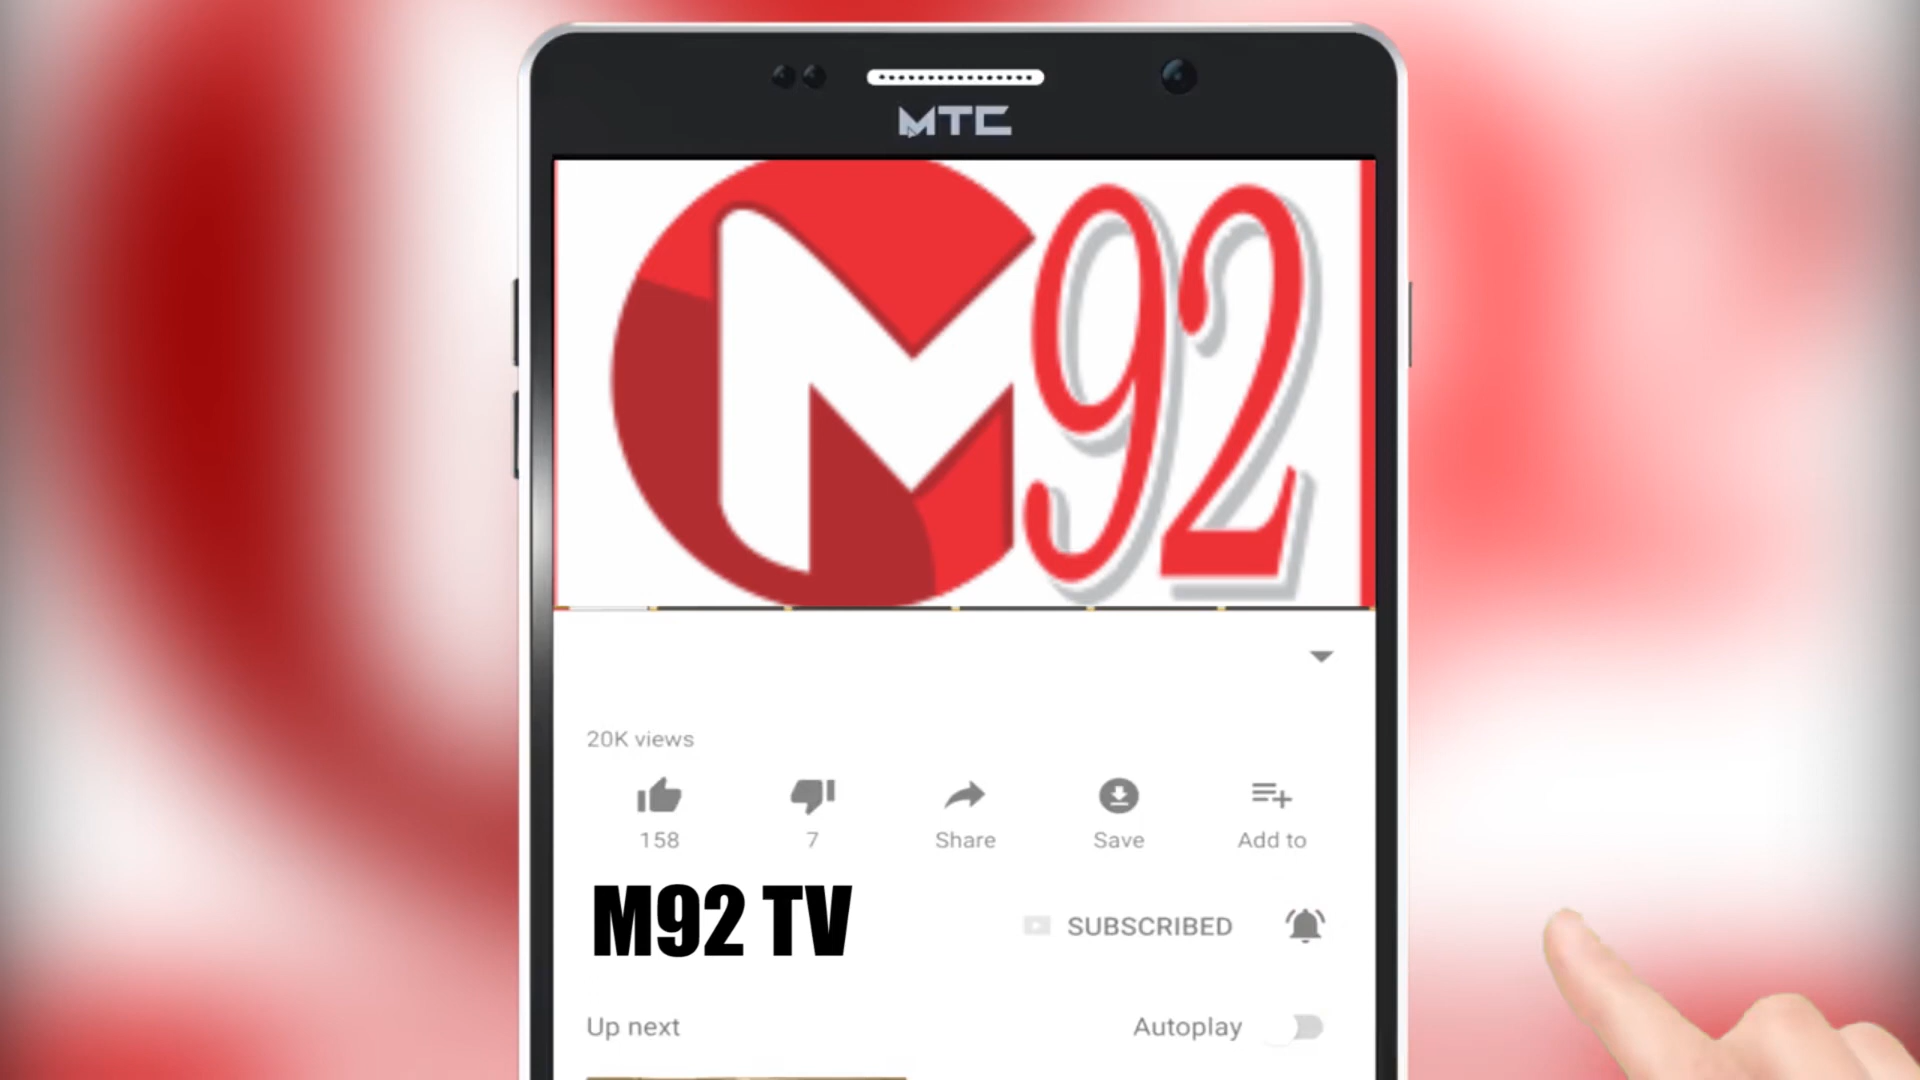 MTC
M92
20K views
158
7
Share
Save
Add to
M92 TV
SUBSCRIBED
Up next
Autoplay